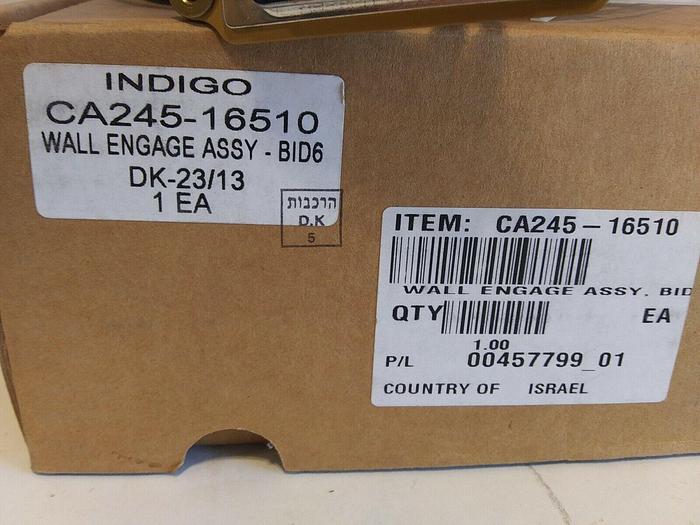 INDIGO
CA245-16510
WALL ENGAGE ASSY - BID6
DK-23/13
1 EA
הרכבות
D.K
5
ITEM: CA245-16510
WALL ENGAGE ASSY, BID
QTY EA
1.00
P/L 00457799_01
COUNTRY OF ISRAEL